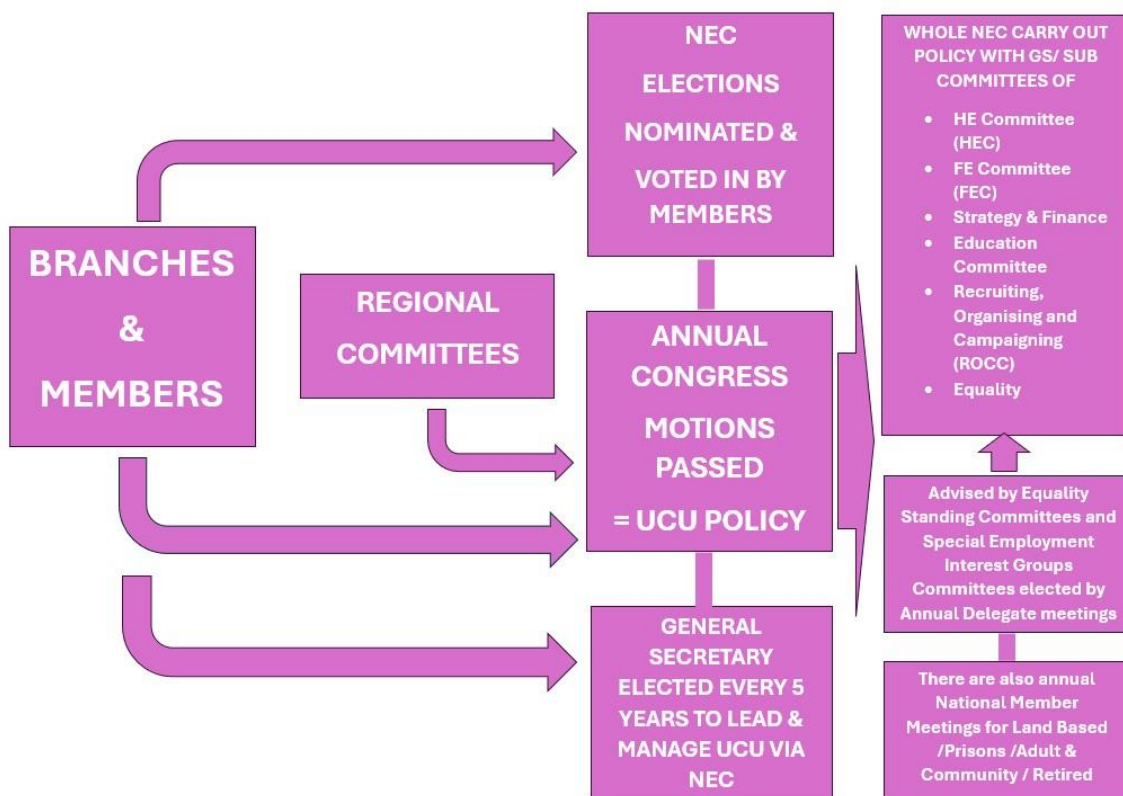 BRANCHES
&
MEMBERS
REGIONAL
COMMITTEES
NEC
ELECTIONS
NOMINATED &
VOTED IN BY
MEMBERS
ANNUAL
CONGRESS
MOTIONS
PASSED
= UCU POLICY
GENERAL
SECRETARY
ELECTED EVERY 5
YEARS TO LEAD &
MANAGE UCU VIA
NEC
WHOLE NEC CARRY OUT
POLICY WITH GS/ SUB
COMMITTEES OF
• HE Committee
(HEC)
• FE Committee
(FEC)
• Strategy & Finance
• Education
Committee
• Recruiting,
Organising and
Campaigning
(ROCC)
• Equality
Advised by Equality
Standing Committees and
Special Employment
Interest Groups
Committees elected by
Annual Delegate meetings
There are also annual
National Member
Meetings for Land Based
/Prisons /Adult &
Community / Retired